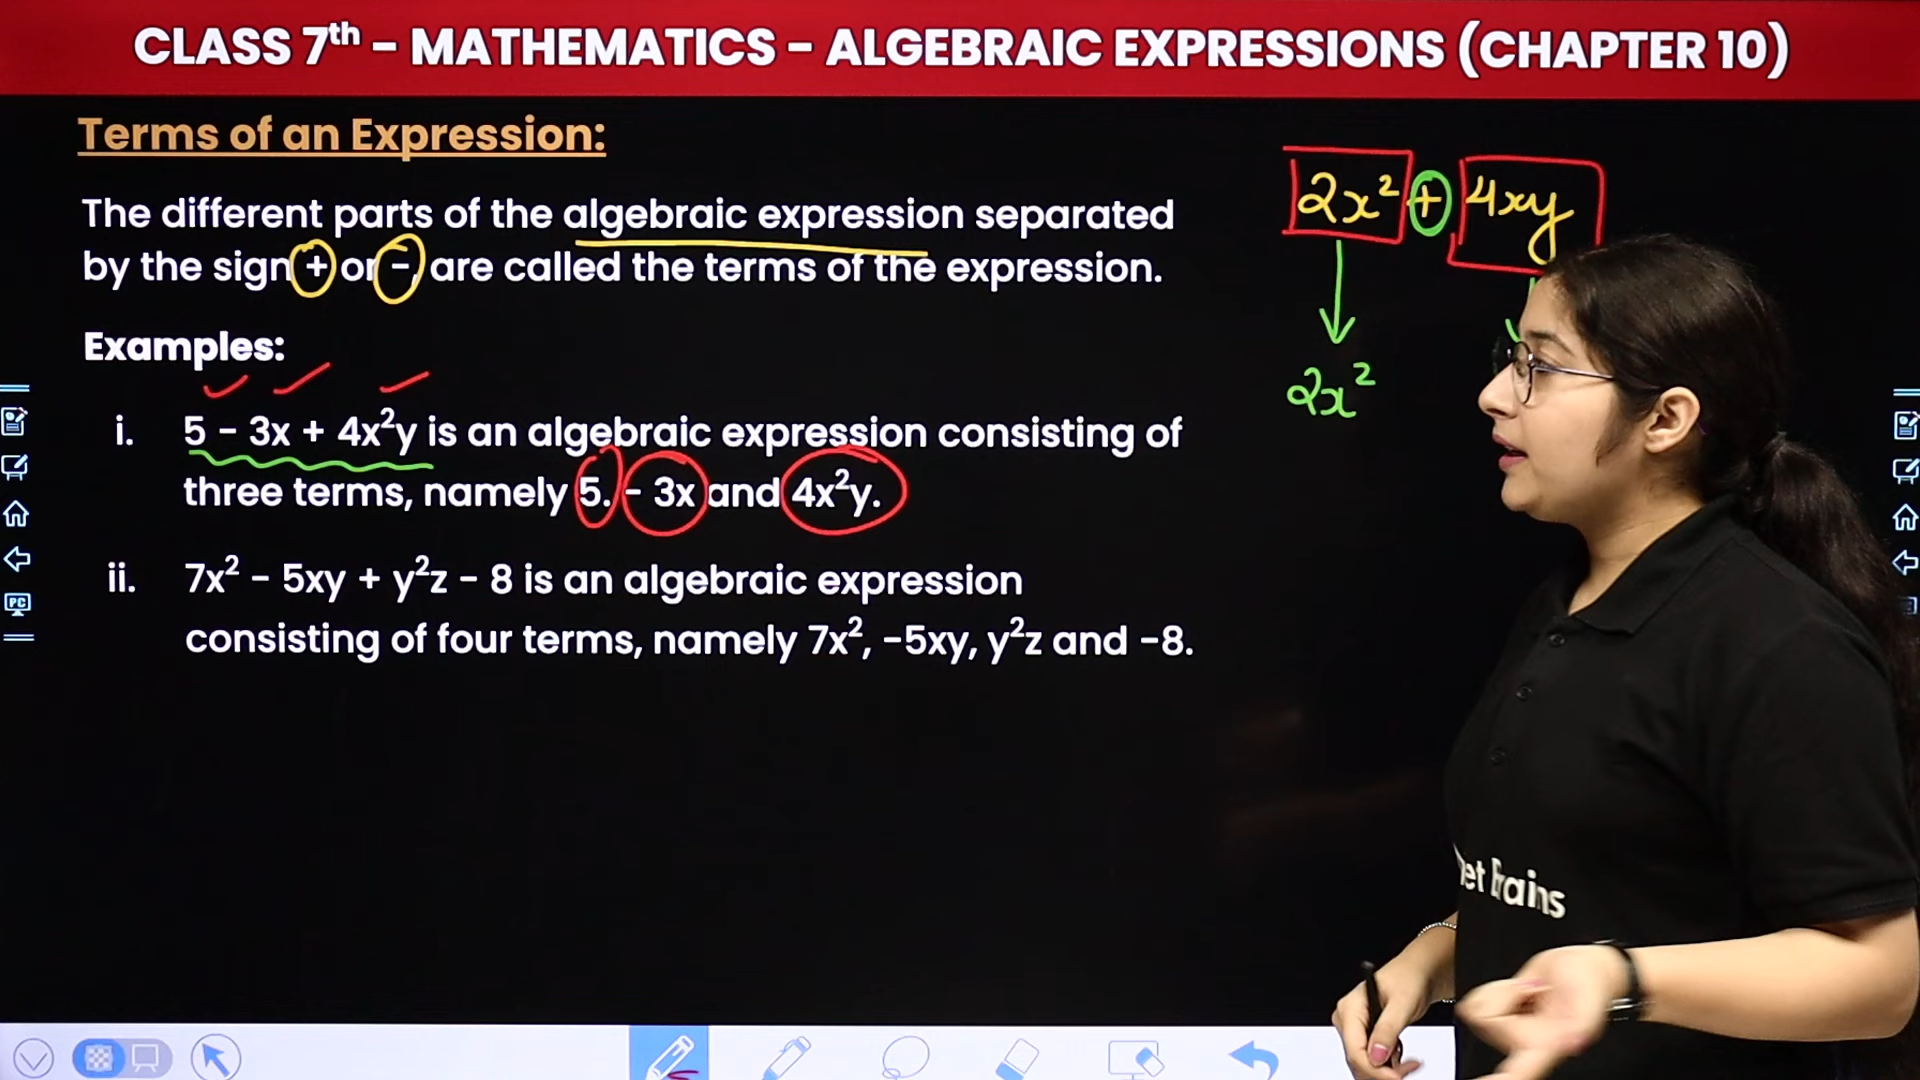 CLASS 7th - MATHEMATICS - ALGEBRAIC EXPRESSIONS (CHAPTER 10)
Terms of an Expression:
The different parts of the algebraic expression separated
by the sign + or -, are called the terms of the expression.
Examples:
i. 5 - 3x + 4x²y is an algebraic expression consisting of
three terms, namely 5. - 3x and 4x²y.
ii. 7x² - 5xy + y²z - 8 is an algebraic expression
consisting of four terms, namely 7x², -5xy, y²z and -8.
2x² + 4xy
2x²
PC
Brains